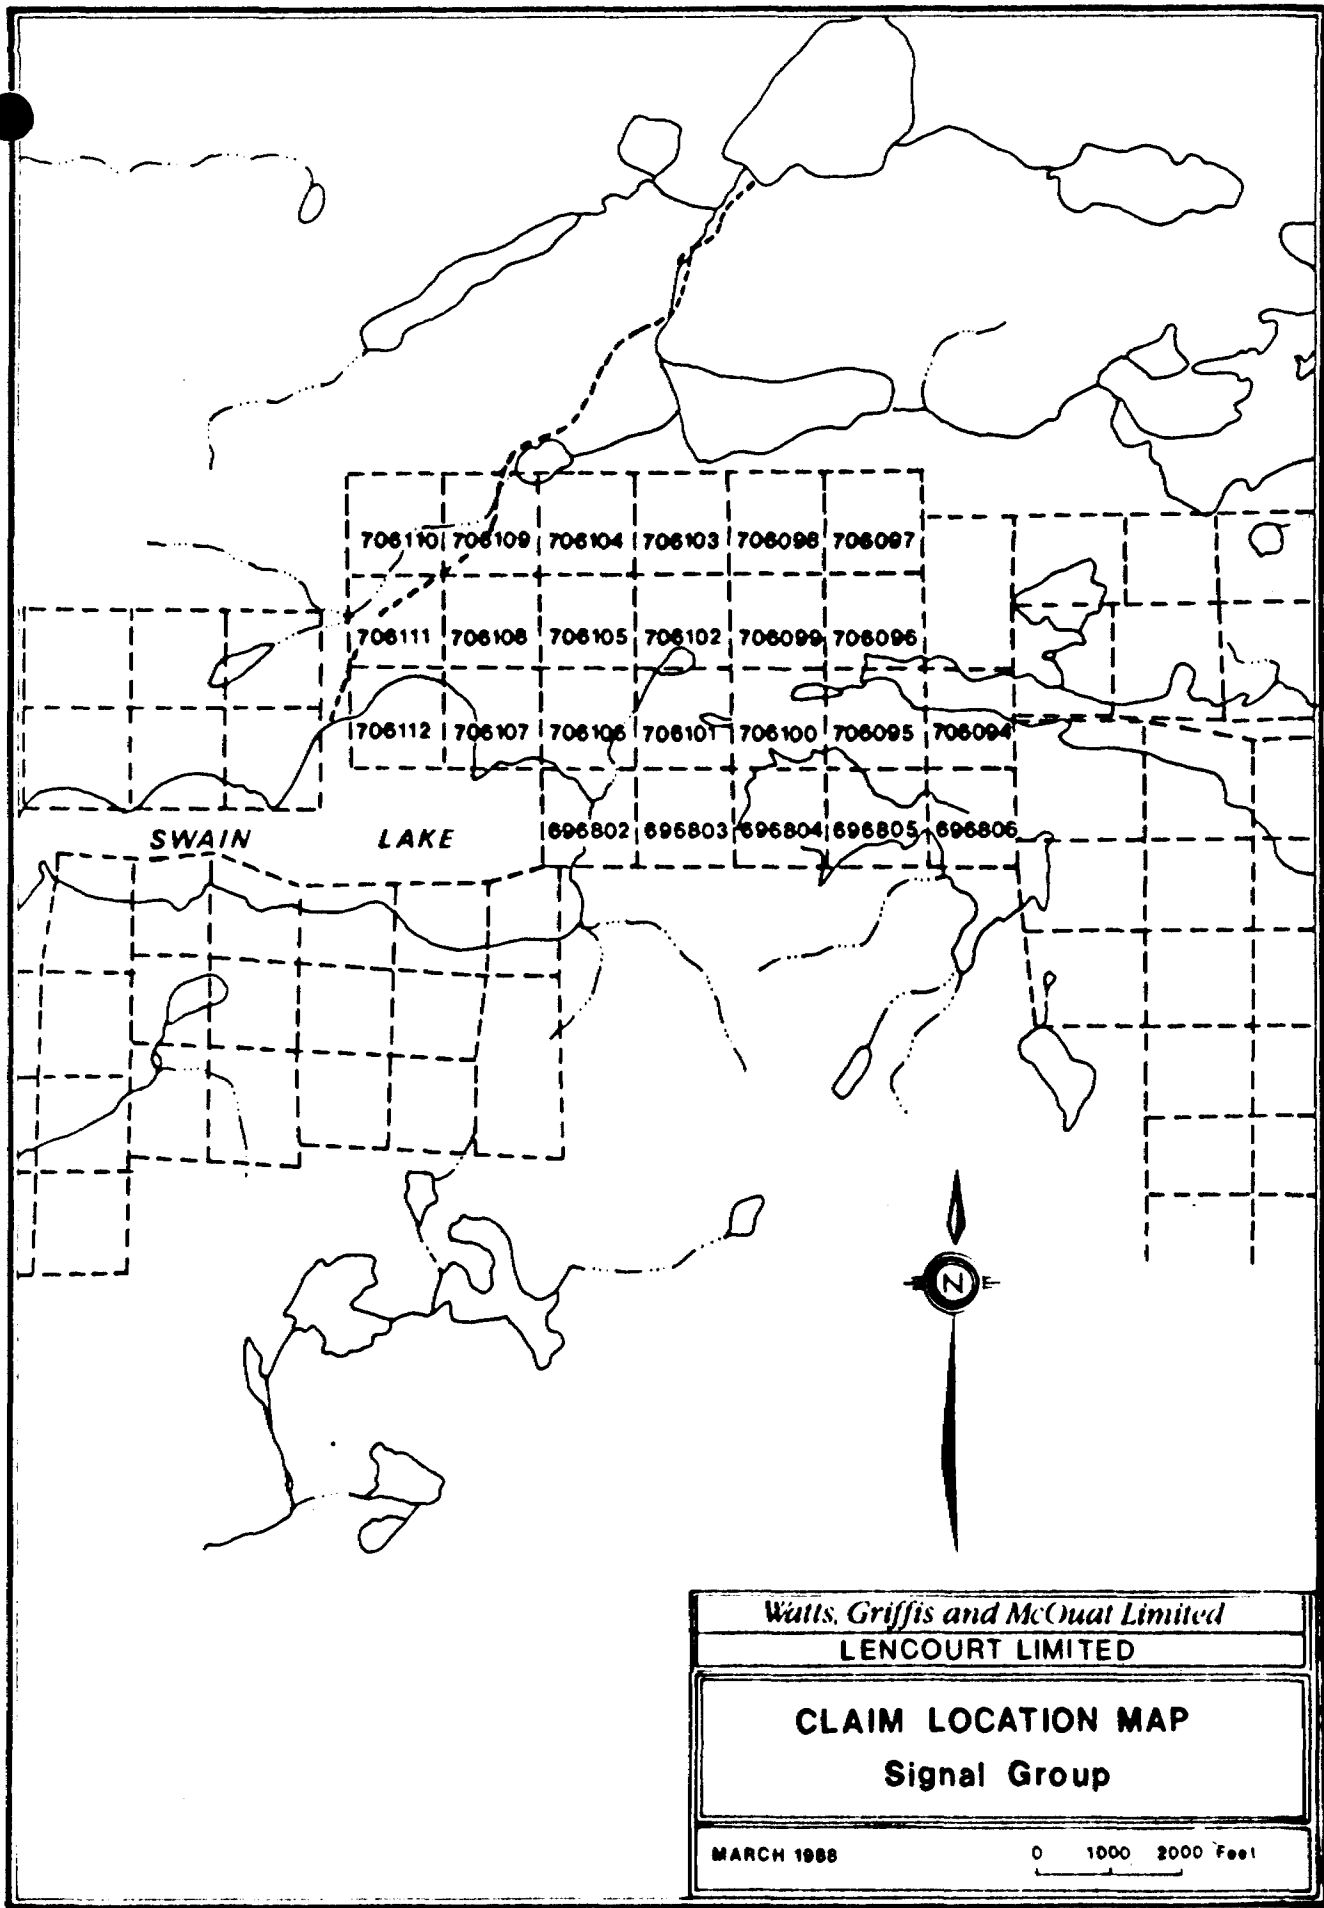 706110 706109 706104 706103 706098 706097
706111 706108 706105 706102 706099 706096
706112 706107 706106 706101 706100 706095 706094
696802 696803 696804 696805 696806
SWAIN LAKE
N
Watts, Griffis and McOuat Limited
LENCOURT LIMITED
CLAIM LOCATION MAP
Signal Group
MARCH 1988
0 1000 2000 Feet